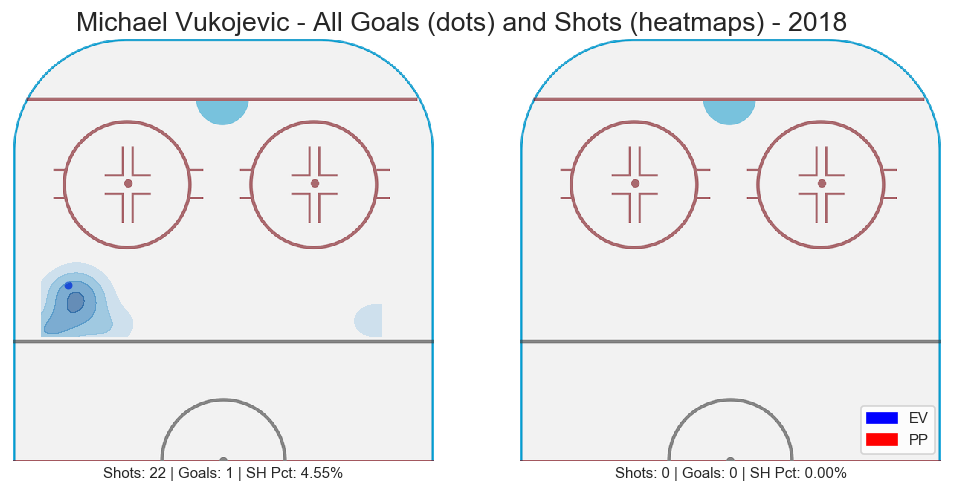 Michael Vukojevic - All Goals (dots) and Shots (heatmaps) - 2018
EV
PP
Shots: 22 | Goals: 1 | SH Pct: 4.55%
Shots: 0 | Goals: 0 | SH Pct: 0.00%